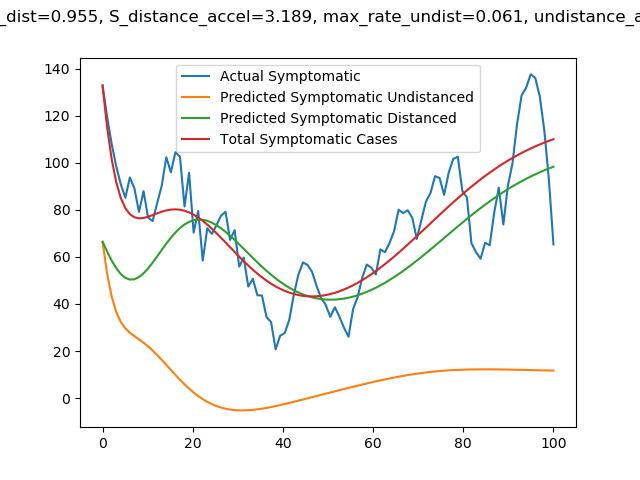 _dist=0.955, S_distance_accel=3.189, max_rate_undist=0.061, undistance_a
Actual Symptomatic
Predicted Symptomatic Undistanced
Predicted Symptomatic Distanced
Total Symptomatic Cases
140
120
100
80
60
40
20
0
0 20 40 60 80 100